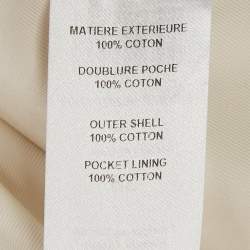 MATIERE EXTERIEURE
100% COTON
DOUBLURE POCHE
100% COTON
OUTER SHELL
100% COTTON
POCKET LINING
100% COTTON